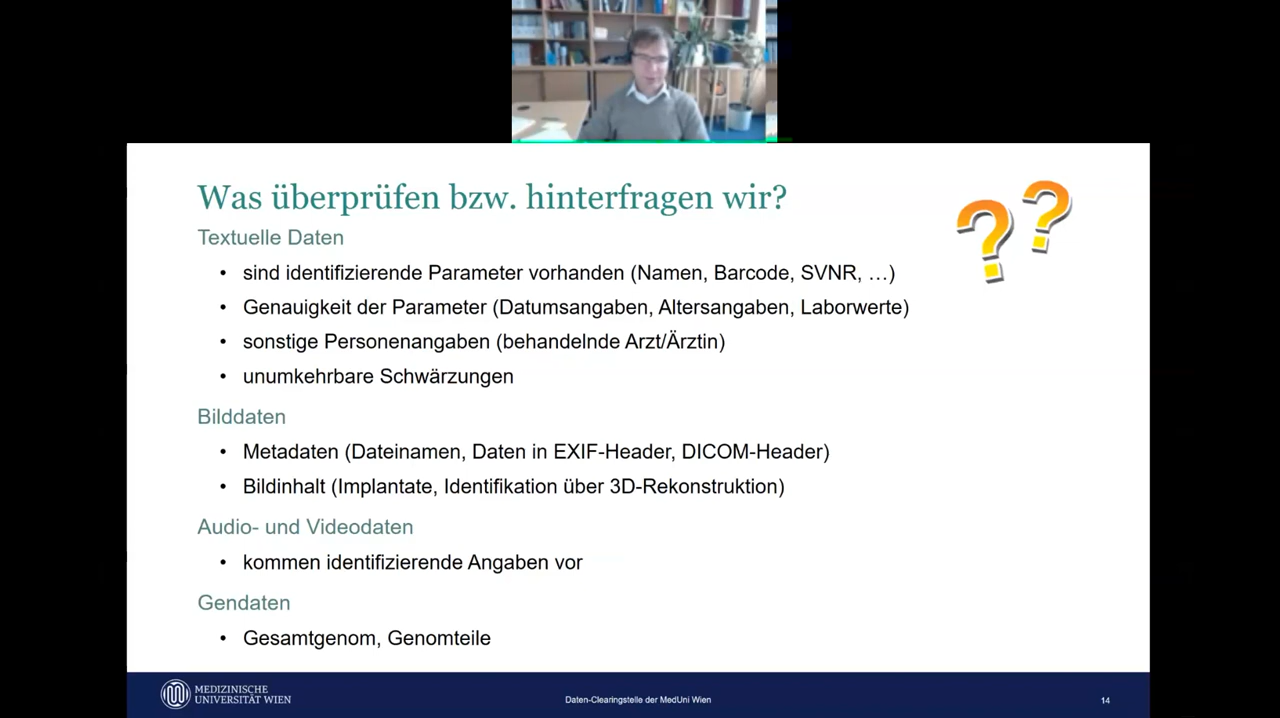 Was überprüfen bzw. hinterfragen wir?
Textuelle Daten
• sind identifizierende Parameter vorhanden (Namen, Barcode, SVNR, …)
• Genauigkeit der Parameter (Datumsangaben, Altersangaben, Laborwerte)
• sonstige Personenangaben (behandelnde Arzt/Ärztin)
• unumkehrbare Schwärzungen
Bilddaten
• Metadaten (Dateinamen, Daten in EXIF-Header, DICOM-Header)
• Bildinhalt (Implantate, Identifikation über 3D-Rekonstruktion)
Audio- und Videodaten
• kommen identifizierende Angaben vor
Gendaten
• Gesamtgenom, Genomteile
MEDIZINISCHE
UNIVERSITÄT WIEN
Daten-Clearingstelle der MedUni Wien
14